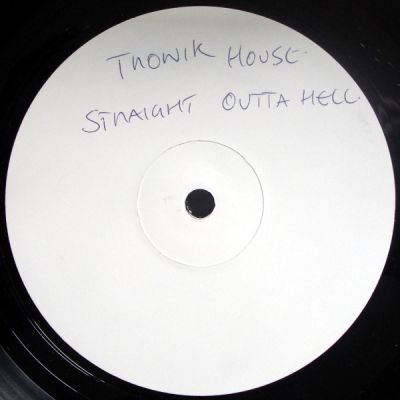 TRONIK HOUSE.
STRAIGHT OUTTA HELL.